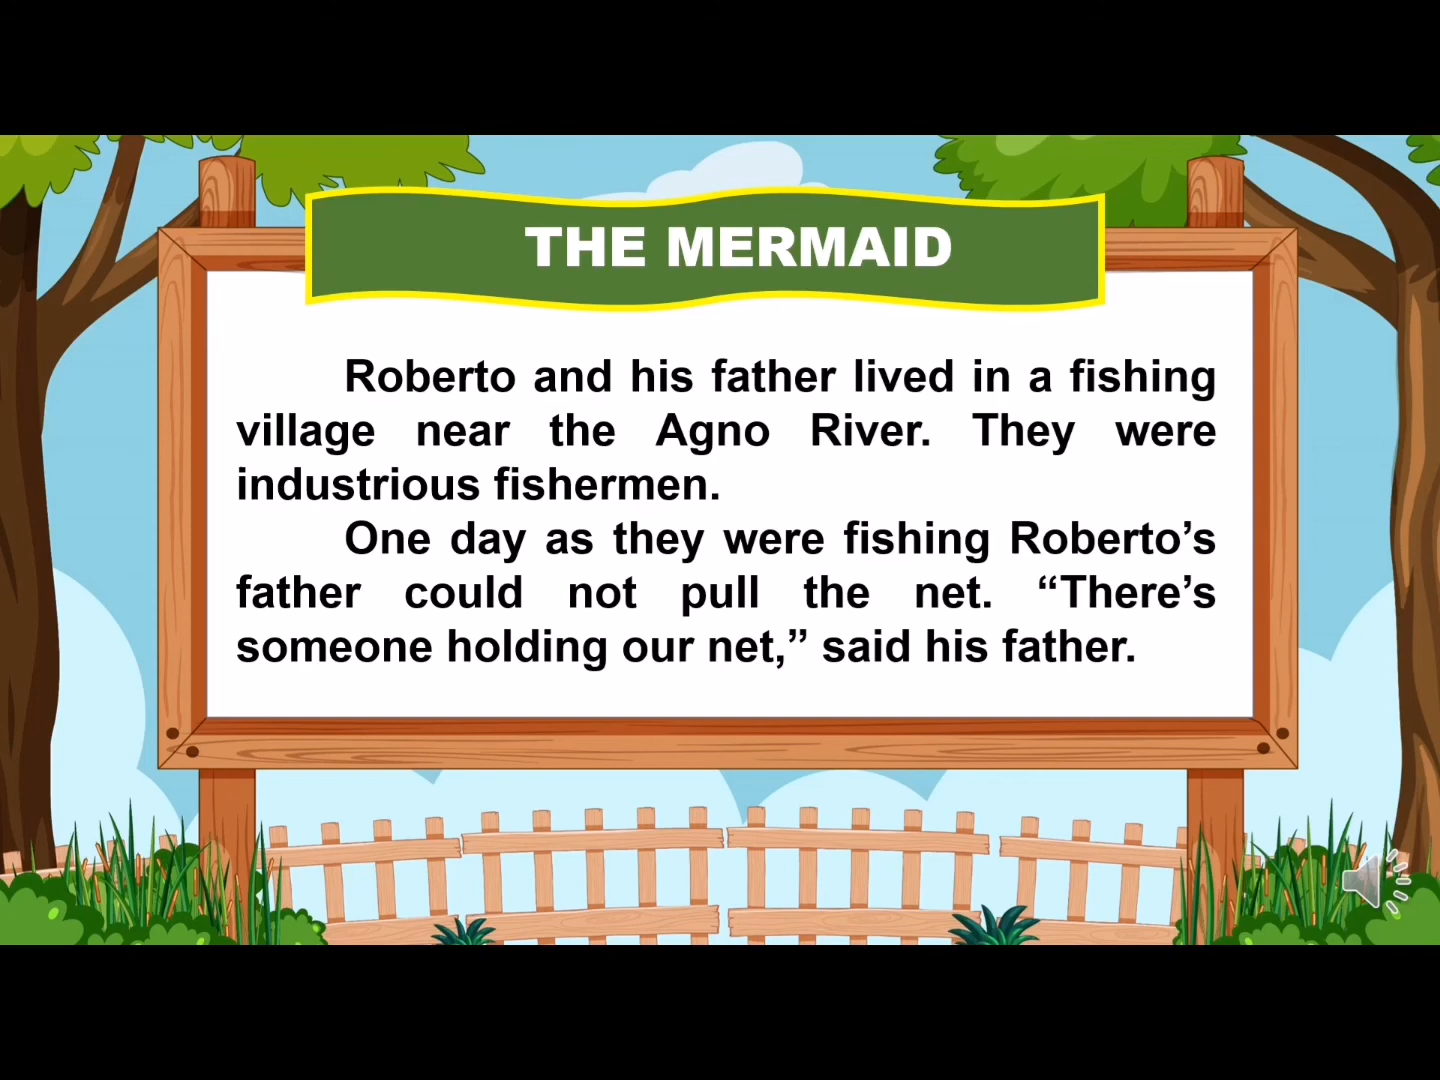 THE MERMAID
Roberto and his father lived in a fishing
village near the Agno River. They were
industrious fishermen.
One day as they were fishing Roberto’s
father could not pull the net. “There’s
someone holding our net,” said his father.